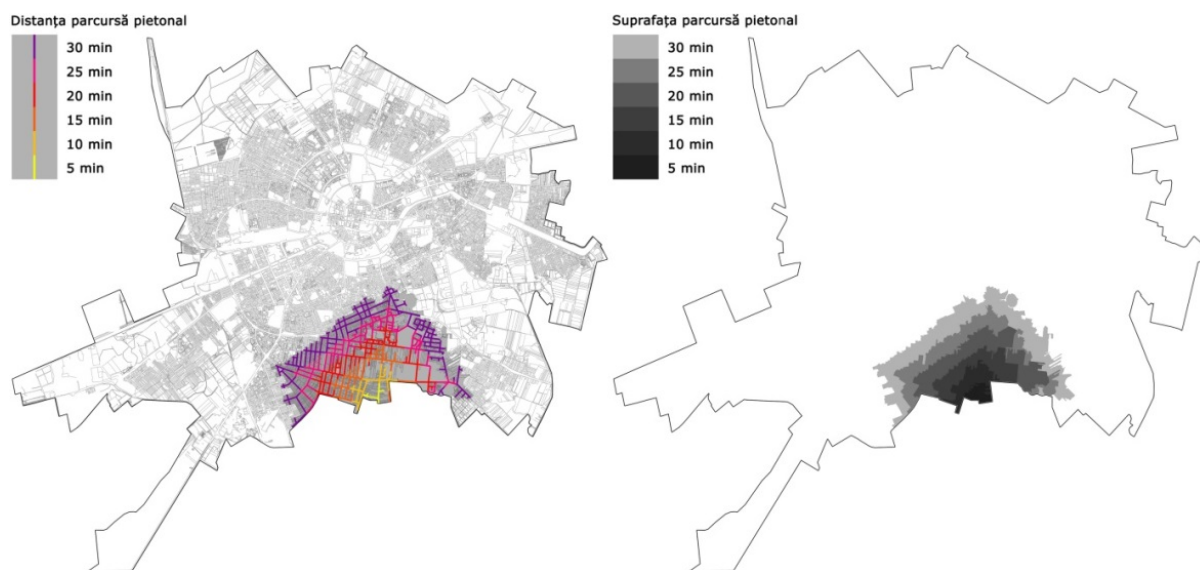 Distanța parcursă pietonal
30 min
25 min
20 min
15 min
10 min
5 min
Suprafața parcursă pietonal
30 min
25 min
20 min
15 min
10 min
5 min